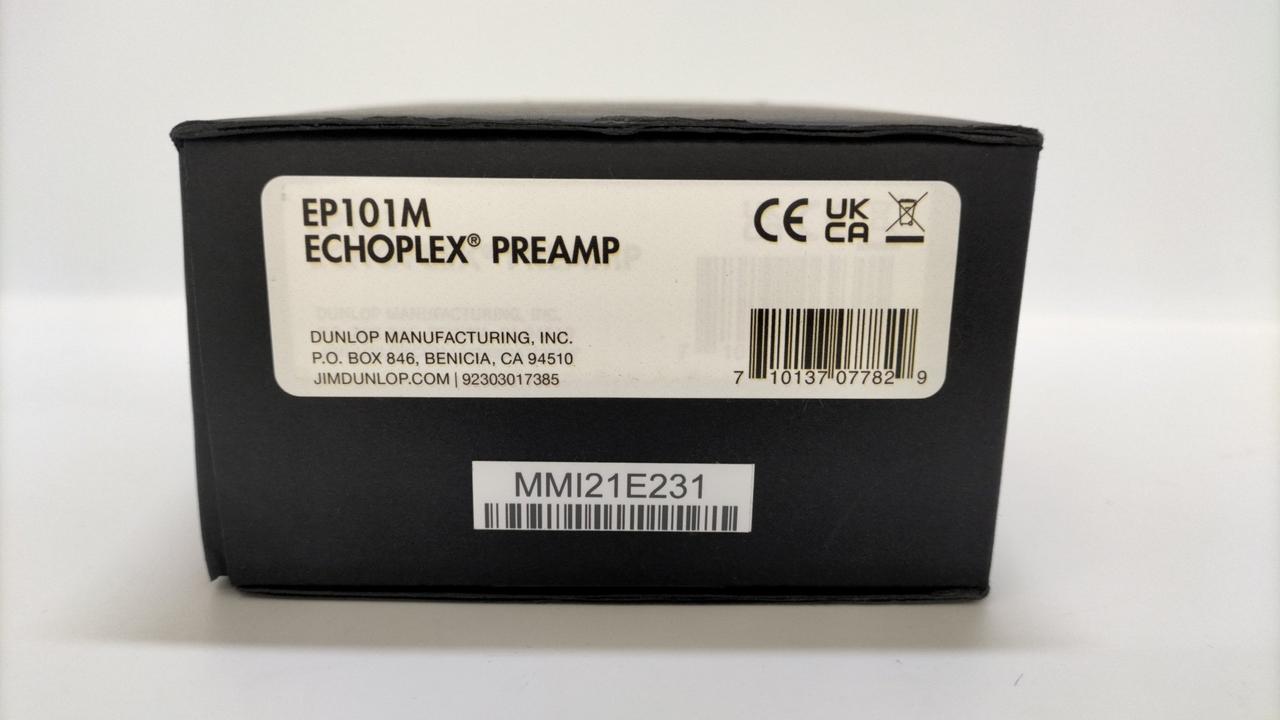 EP101M
ECHOPLEX® PREAMP
CE UK CA
DUNLOP MANUFACTURING, INC.
P.O. BOX 846, BENICIA, CA 94510
JIMDUNLOP.COM | 92303017385
7 10137 07782 9
MMI21E231